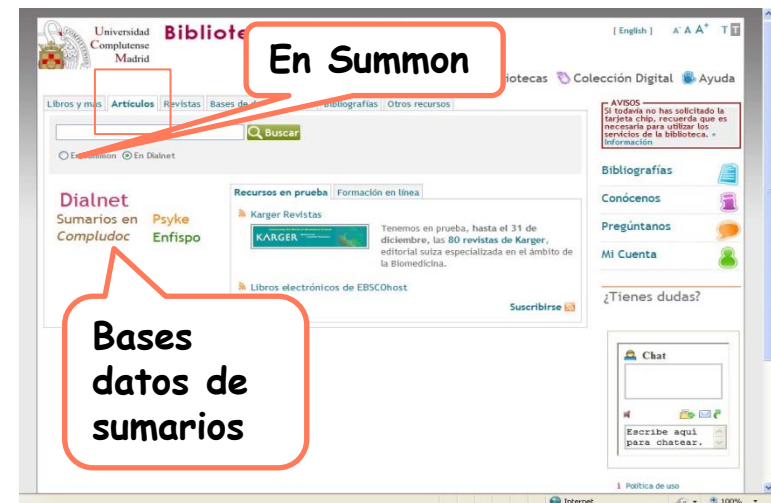 Universidad
Complutense
Madrid
[ English ] A- A A+ T T
En Summon
Colección Digital Ayuda
Libros y más Artículos Revistas Bases de Otros recursos
Buscar
En Dialnet
AVISOS
Si todavía no has solicitado la
tarjeta chip, recuerda que es
necesaria para utilizar los
servicios de la biblioteca. +
Información
Bibliografías
Conócenos
Pregúntanos
Mi Cuenta
¿Tienes dudas?
Dialnet
Sumarios en Psyke
Compludoc Enfispo
Recursos en prueba Formación en línea
Karger Revistas
KARGER
Tenemos en prueba, hasta el 31 de
diciembre, las 80 revistas de Karger,
editorial suiza especializada en el ámbito de
la Biomedicina.
Libros electrónicos de EBSCOhost
Suscribirse
Bases
datos de
sumarios
Chat
Escribe aquí
para chatear.
Política de uso
Internet 100%